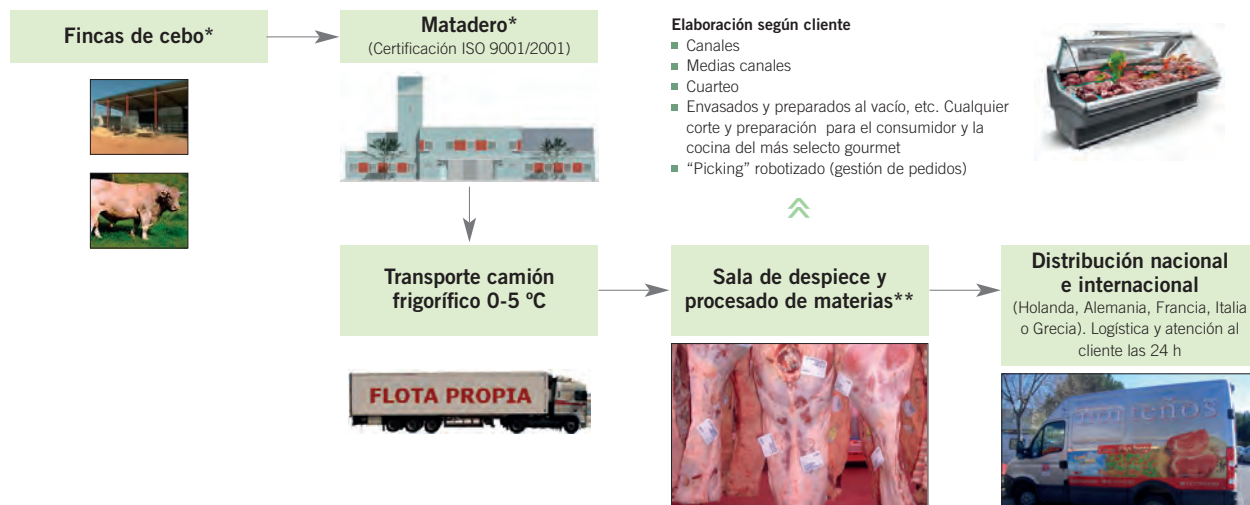 Fincas de cebo*
Matadero*
(Certificación ISO 9001/2001)
Elaboración según cliente
Canales
Medias canales
Cuarteo
Envasados y preparados al vacío, etc. Cualquier
corte y preparación para el consumidor y la
cocina del más selecto gourmet
“Picking” robotizado (gestión de pedidos)
Transporte camión
frigorífico 0-5 ºC
FLOTA PROPIA
Sala de despiece y
procesado de materias**
Distribución nacional
e internacional
(Holanda, Alemania, Francia, Italia
o Grecia). Logística y atención al
cliente las 24 h